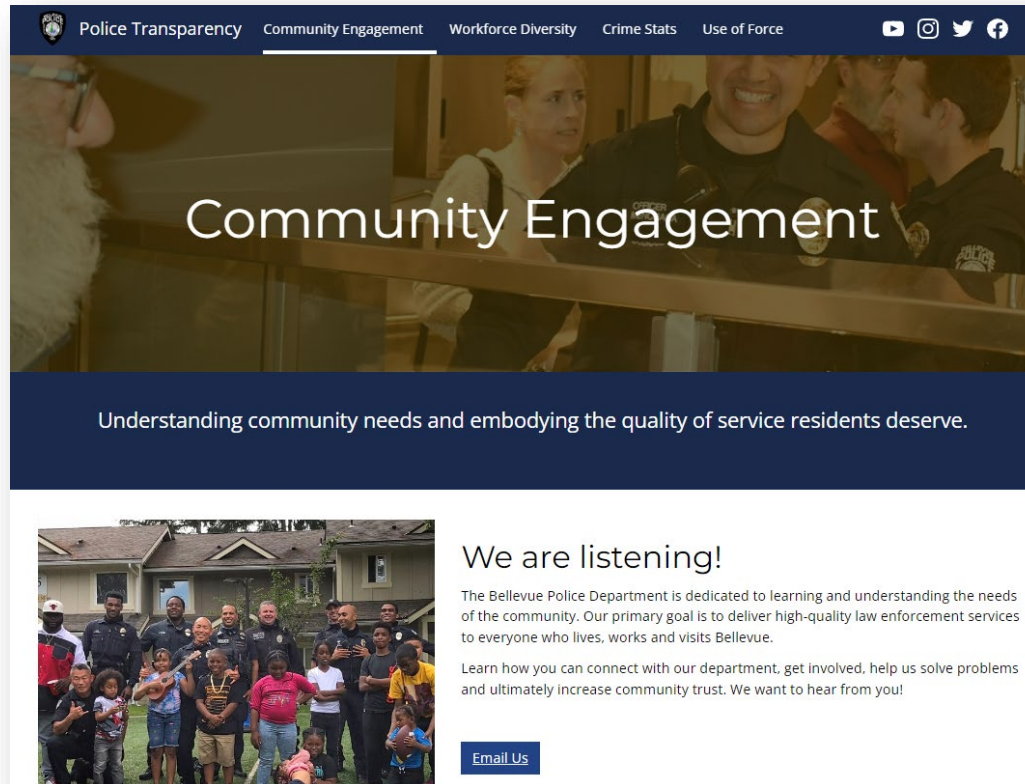 Police Transparency Community Engagement Workforce Diversity Crime Stats Use of Force
OFFICER
POLICE
Community Engagement
Understanding community needs and embodying the quality of service residents deserve.
We are listening!
The Bellevue Police Department is dedicated to learning and understanding the needs
of the community. Our primary goal is to deliver high-quality law enforcement services
to everyone who lives, works and visits Bellevue.
Learn how you can connect with our department, get involved, help us solve problems
and ultimately increase community trust. We want to hear from you!
Email Us